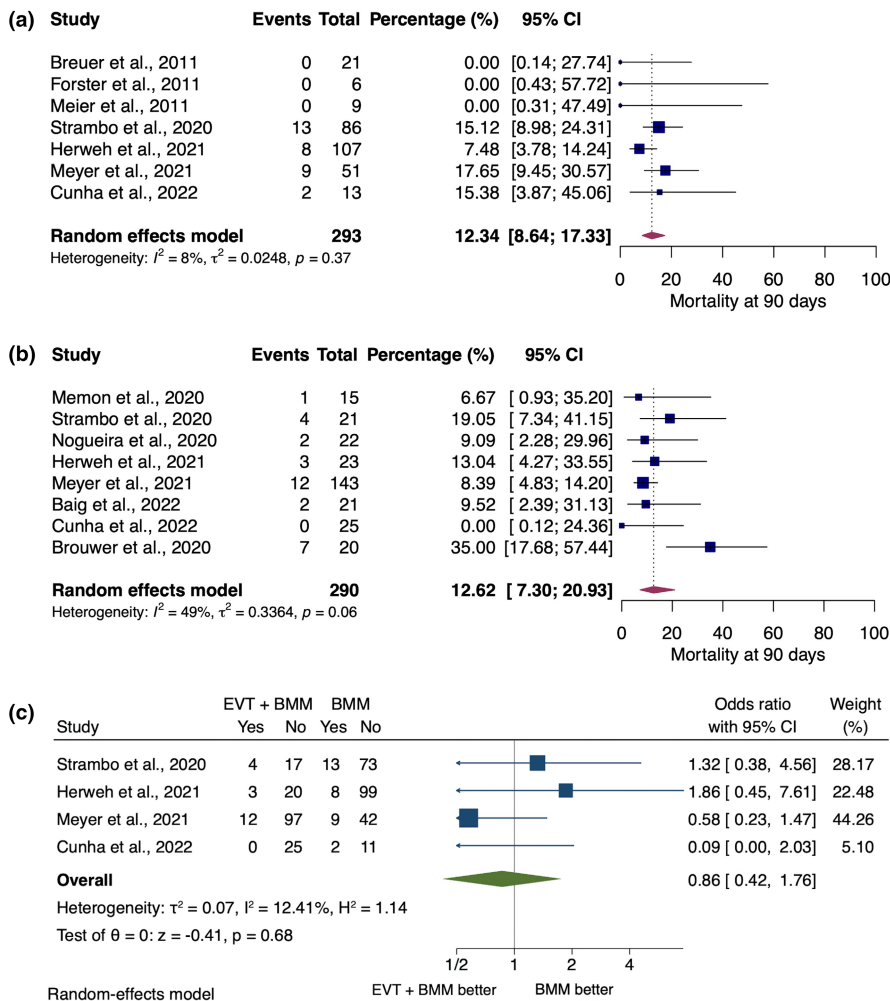 (a) Study Events Total Percentage (%) 95% CI
Breuer et al., 2011 0 21 0.00 [0.14; 27.74]
Forster et al., 2011 0 6 0.00 [0.43; 57.72]
Meier et al., 2011 0 9 0.00 [0.31; 47.49]
Strambo et al., 2020 13 86 15.12 [8.98; 24.31]
Herweh et al., 2021 8 107 7.48 [3.78; 14.24]
Meyer et al., 2021 9 51 17.65 [9.45; 30.57]
Cunha et al., 2022 2 13 15.38 [3.87; 45.06]
Random effects model 293 12.34 [8.64; 17.33]
Heterogeneity: I² = 8%, τ² = 0.0248, p = 0.37
0 20 40 60 80 100
Mortality at 90 days
(b) Study Events Total Percentage (%) 95% CI
Memon et al., 2020 1 15 6.67 [ 0.93; 35.20]
Strambo et al., 2020 4 21 19.05 [ 7.34; 41.15]
Nogueira et al., 2020 2 22 9.09 [ 2.28; 29.96]
Herweh et al., 2021 3 23 13.04 [ 4.27; 33.55]
Meyer et al., 2021 12 143 8.39 [ 4.83; 14.20]
Baig et al., 2022 2 21 9.52 [ 2.39; 31.13]
Cunha et al., 2022 0 25 0.00 [ 0.12; 24.36]
Brouwer et al., 2020 7 20 35.00 [17.68; 57.44]
Random effects model 290 12.62 [ 7.30; 20.93]
Heterogeneity: I² = 49%, τ² = 0.3364, p = 0.06
0 20 40 60 80 100
Mortality at 90 days
(c) EVT + BMM BMM Odds ratio Weight
Study Yes No Yes No with 95% CI (%)
Strambo et al., 2020 4 17 13 73 1.32 [ 0.38, 4.56] 28.17
Herweh et al., 2021 3 20 8 99 1.86 [ 0.45, 7.61] 22.48
Meyer et al., 2021 12 97 9 42 0.58 [ 0.23, 1.47] 44.26
Cunha et al., 2022 0 25 2 11 0.09 [ 0.00, 2.03] 5.10
Overall 0.86 [ 0.42, 1.76]
Heterogeneity: τ² = 0.07, I² = 12.41%, H² = 1.14
Test of θ = 0: z = -0.41, p = 0.68
1/2 1 2 4
EVT + BMM better BMM better
Random-effects model